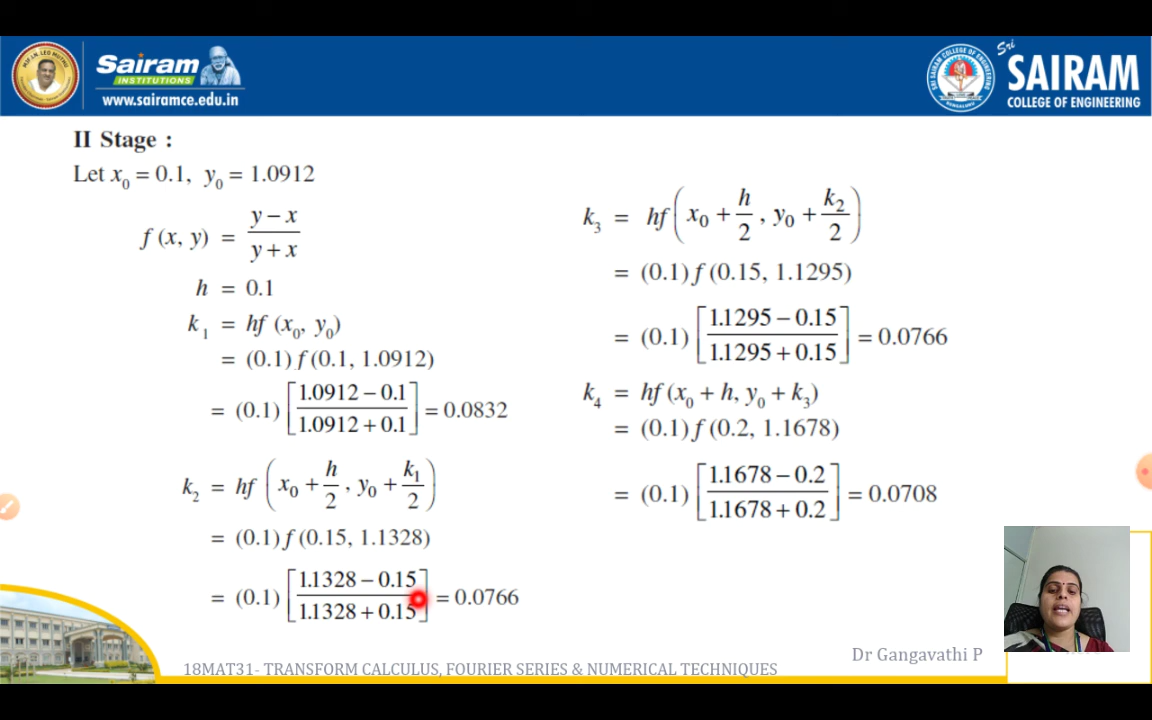 Sairam
INSTITUTIONS
www.sairamce.edu.in
Sri
SAIRAM
COLLEGE OF ENGINEERING
II Stage :
Let x₀ = 0.1, y₀ = 1.0912
f (x, y) = (y − x)/(y + x)
h = 0.1
k₁ = hf (x₀, y₀)
= (0.1) f (0.1, 1.0912)
= (0.1) [(1.0912 − 0.1)/(1.0912 + 0.1)] = 0.0832
k₂ = hf (x₀ + h/2, y₀ + k₁/2)
= (0.1) f (0.15, 1.1328)
= (0.1) [(1.1328 − 0.15)/(1.1328 + 0.15)] = 0.0766
k₃ = hf (x₀ + h/2, y₀ + k₂/2)
= (0.1) f (0.15, 1.1295)
= (0.1) [(1.1295 − 0.15)/(1.1295 + 0.15)] = 0.0766
k₄ = hf (x₀ + h, y₀ + k₃)
= (0.1) f (0.2, 1.1678)
= (0.1) [(1.1678 − 0.2)/(1.1678 + 0.2)] = 0.0708
Dr Gangavathi P
18MAT31- TRANSFORM CALCULUS, FOURIER SERIES & NUMERICAL TECHNIQUES